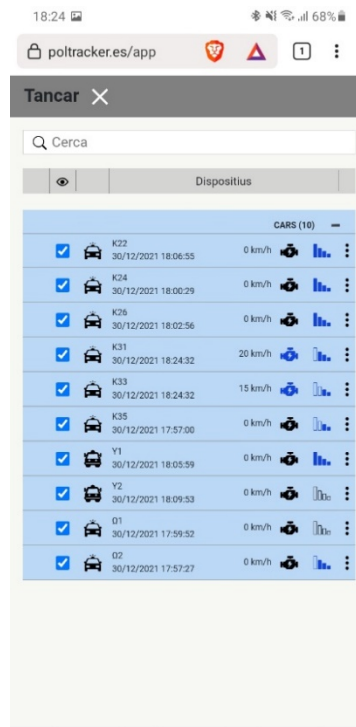 18:24 68%
poltracker.es/app 1
Tancar
Cerca
Dispositius
CARS (10)
K22
30/12/2021 18:06:55 0 km/h
K24
30/12/2021 18:00:29 0 km/h
K26
30/12/2021 18:02:56 0 km/h
K31
30/12/2021 18:24:32 20 km/h
K33
30/12/2021 18:24:32 15 km/h
K35
30/12/2021 17:57:00 0 km/h
Y1
30/12/2021 18:05:59 0 km/h
Y2
30/12/2021 18:09:53 0 km/h
O1
30/12/2021 17:59:52 0 km/h
O2
30/12/2021 17:57:27 0 km/h